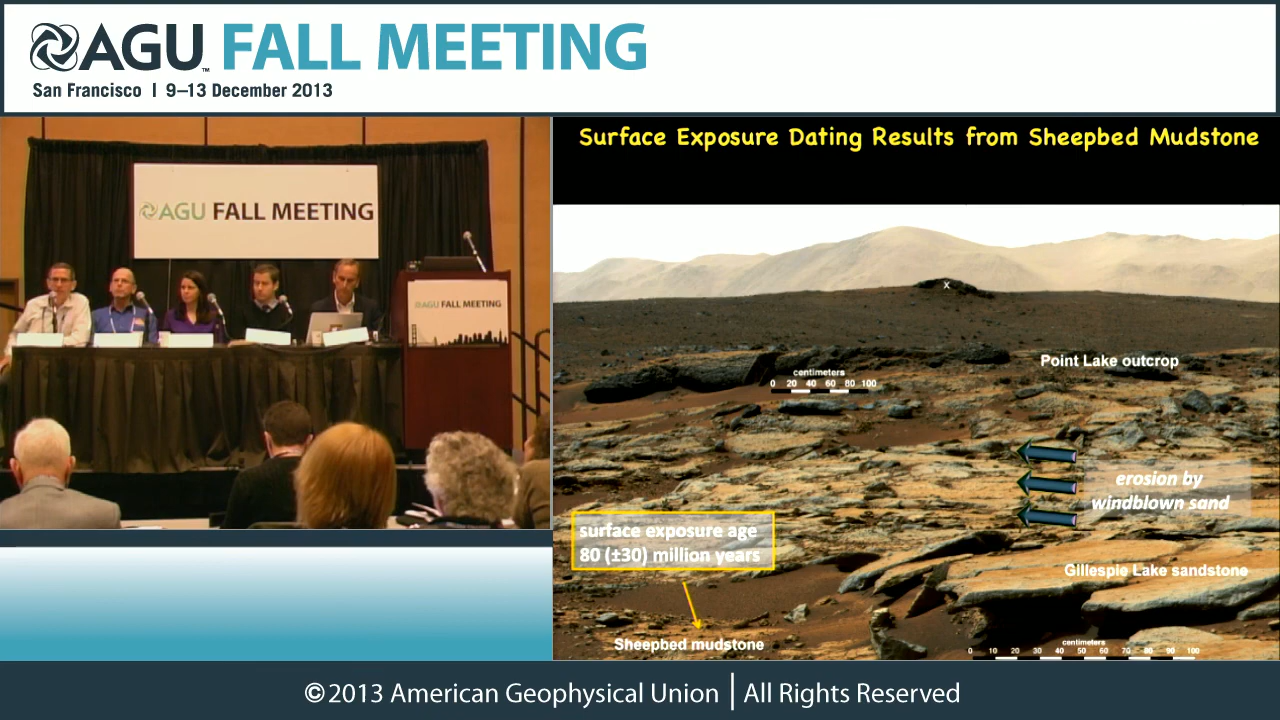 AGU™ FALL MEETING
San Francisco | 9–13 December 2013
AGU FALL MEETING
AGU FALL MEETING
Surface Exposure Dating Results from Sheepbed Mudstone
x
Point Lake outcrop
centimeters
0 20 40 60 80 100
erosion by
windblown sand
surface exposure age
80 (±30) million years
Gillespie Lake sandstone
Sheepbed mudstone
centimeters
0 10 20 30 40 50 60 70 80 90 100
©2013 American Geophysical Union | All Rights Reserved